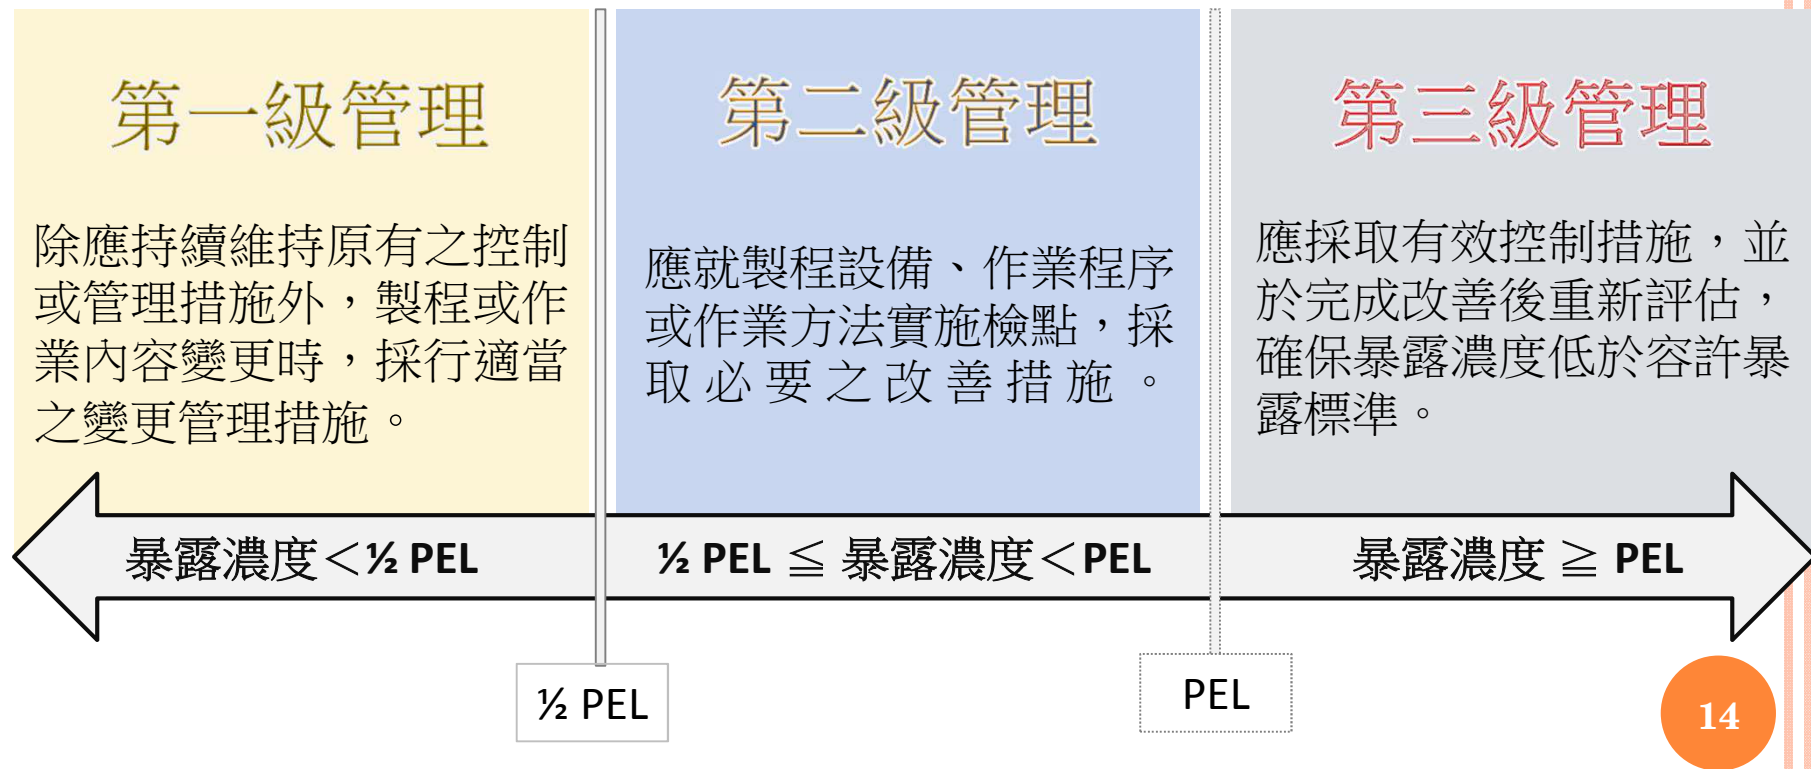 第一級管理
除應持續維持原有之控制
或管理措施外，製程或作
業內容變更時，採行適當
之變更管理措施。
第二級管理
應就製程設備、作業程序
或作業方法實施檢點，採
取必要之改善措施。
第三級管理
應採取有效控制措施，並
於完成改善後重新評估，
確保暴露濃度低於容許暴
露標準。
暴露濃度＜½ PEL
½ PEL ≦ 暴露濃度＜PEL
暴露濃度 ≧ PEL
½ PEL
PEL
14